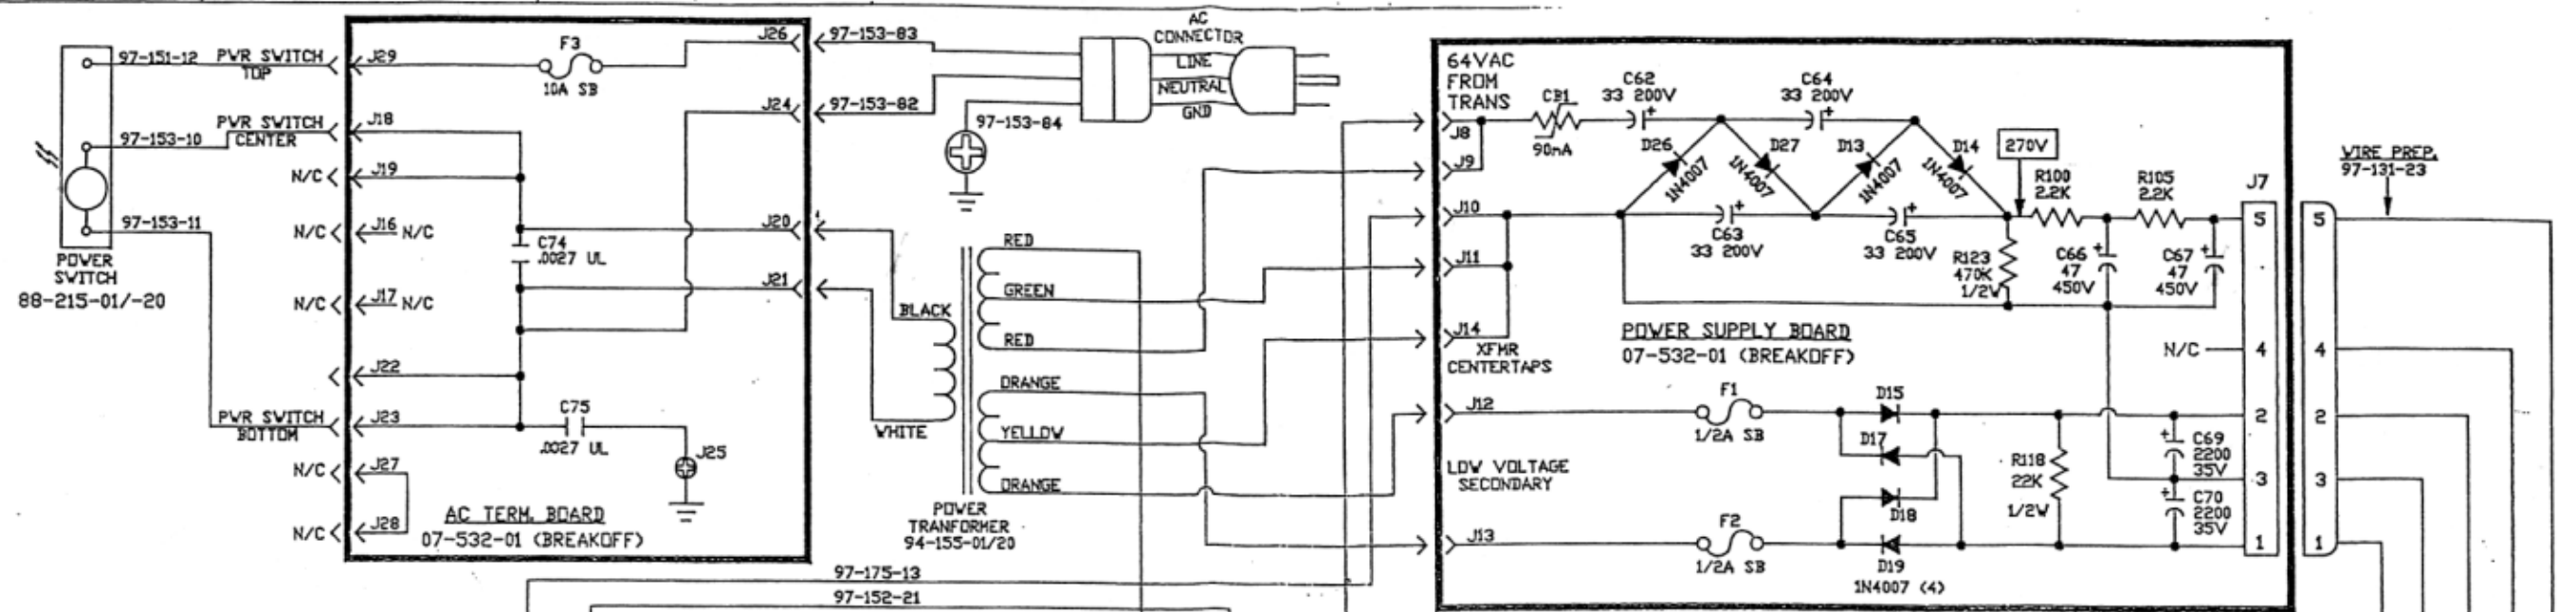 97-151-12
PWR SWITCH
TOP
97-153-10
PWR SWITCH
CENTER
97-153-11
POWER
SWITCH
88-215-01/-20
PWR SWITCH
BOTTOM
J29
F3
10A SB
J26
J18
J24
N/C
J19
N/C
J16
N/C
C74
.0027 UL
J20
N/C
J17
N/C
J21
J22
J23
C75
.0027 UL
J25
N/C
J27
N/C
J28
AC TERM. BOARD
07-532-01 (BREAKOFF)
97-153-83
97-153-82
AC
CONNECTOR
LINE
NEUTRAL
GND
97-153-84
BLACK
WHITE
RED
GREEN
RED
ORANGE
YELLOW
ORANGE
POWER
TRANFORMER
94-155-01/20
97-175-13
97-152-21
64VAC
FROM
TRANS
J8
J9
J10
J11
J14
XFMR
CENTERTAPS
J12
LOW VOLTAGE
SECONDARY
J13
CB1
90mA
C62
33 200V
C64
33 200V
D26
1N4007
D27
1N4007
D13
1N4007
D14
1N4007
270V
C63
33 200V
C65
33 200V
R100
2.2K
R105
2.2K
R123
470K
1/2W
C66
47
450V
C67
47
450V
J7
POWER SUPPLY BOARD
07-532-01 (BREAKOFF)
N/C
F1
1/2A SB
D15
D17
D18
D19
1N4007 (4)
F2
1/2A SB
R118
22K
1/2W
C69
2200
35V
C70
2200
35V
5
4
2
3
1
WIRE PREP.
97-131-23
5
4
2
3
1